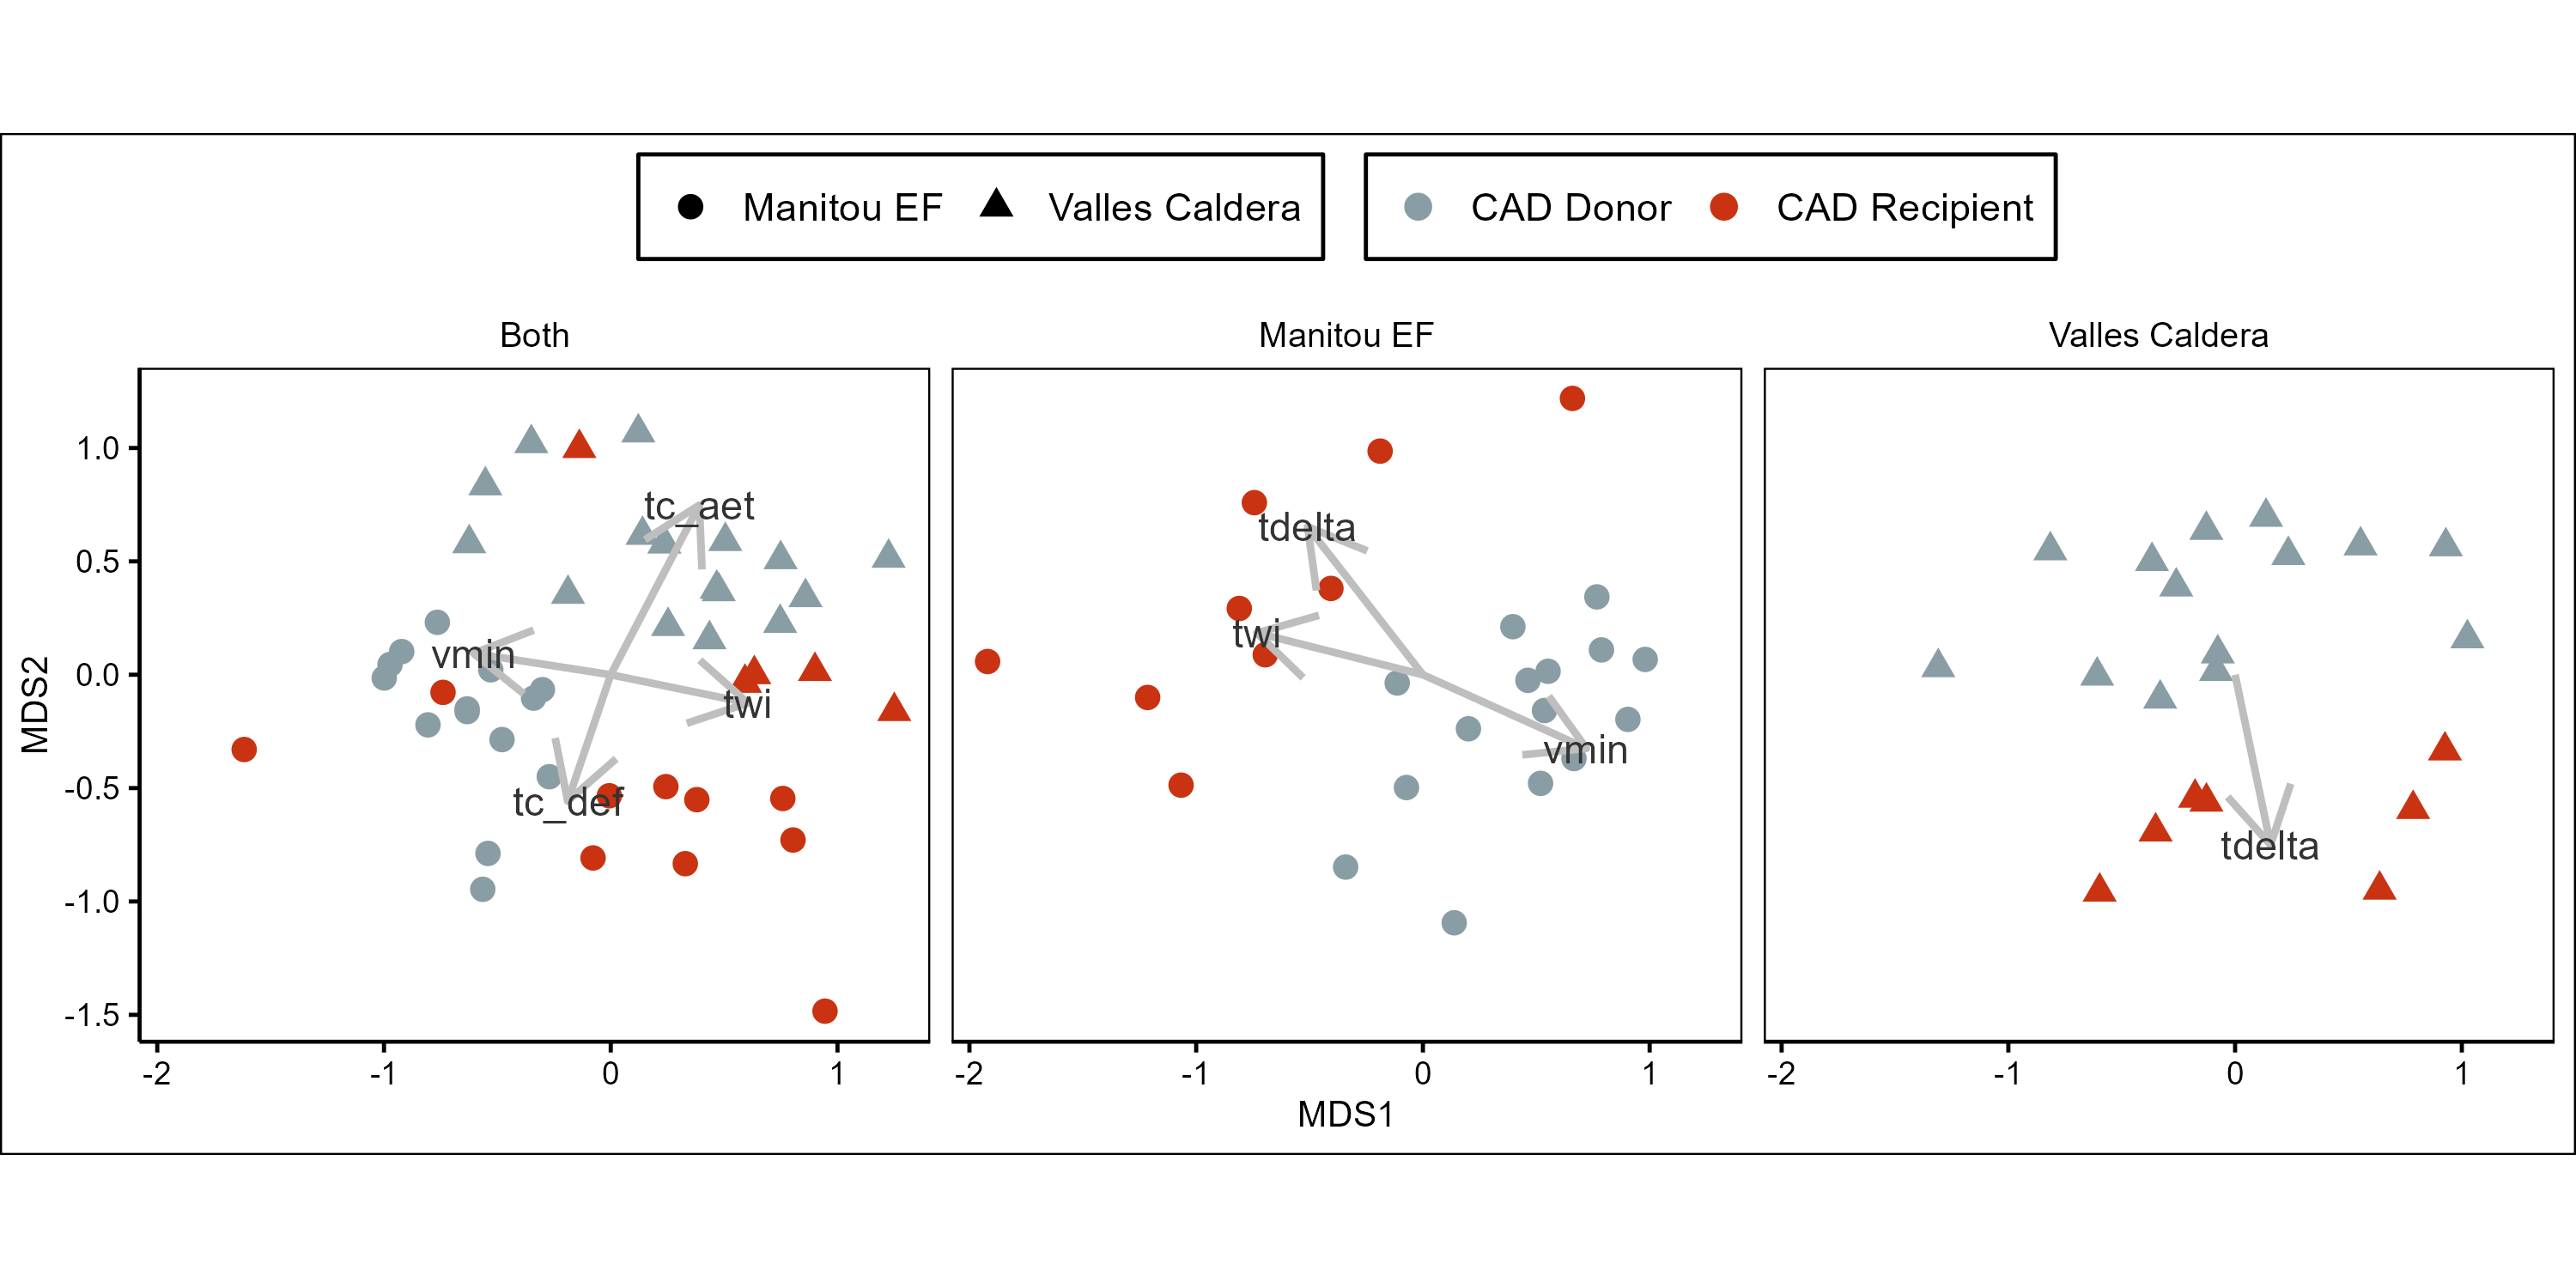 Manitou EF Valles Caldera CAD Donor CAD Recipient
Both Manitou EF Valles Caldera
MDS2
1.0
0.5
0.0
-0.5
-1.0
-1.5
tc_aet
vmin
twi
tc_def
tdelta
twi
vmin
tdelta
-2 -1 0 1 -2 -1 0 1 -2 -1 0 1
MDS1